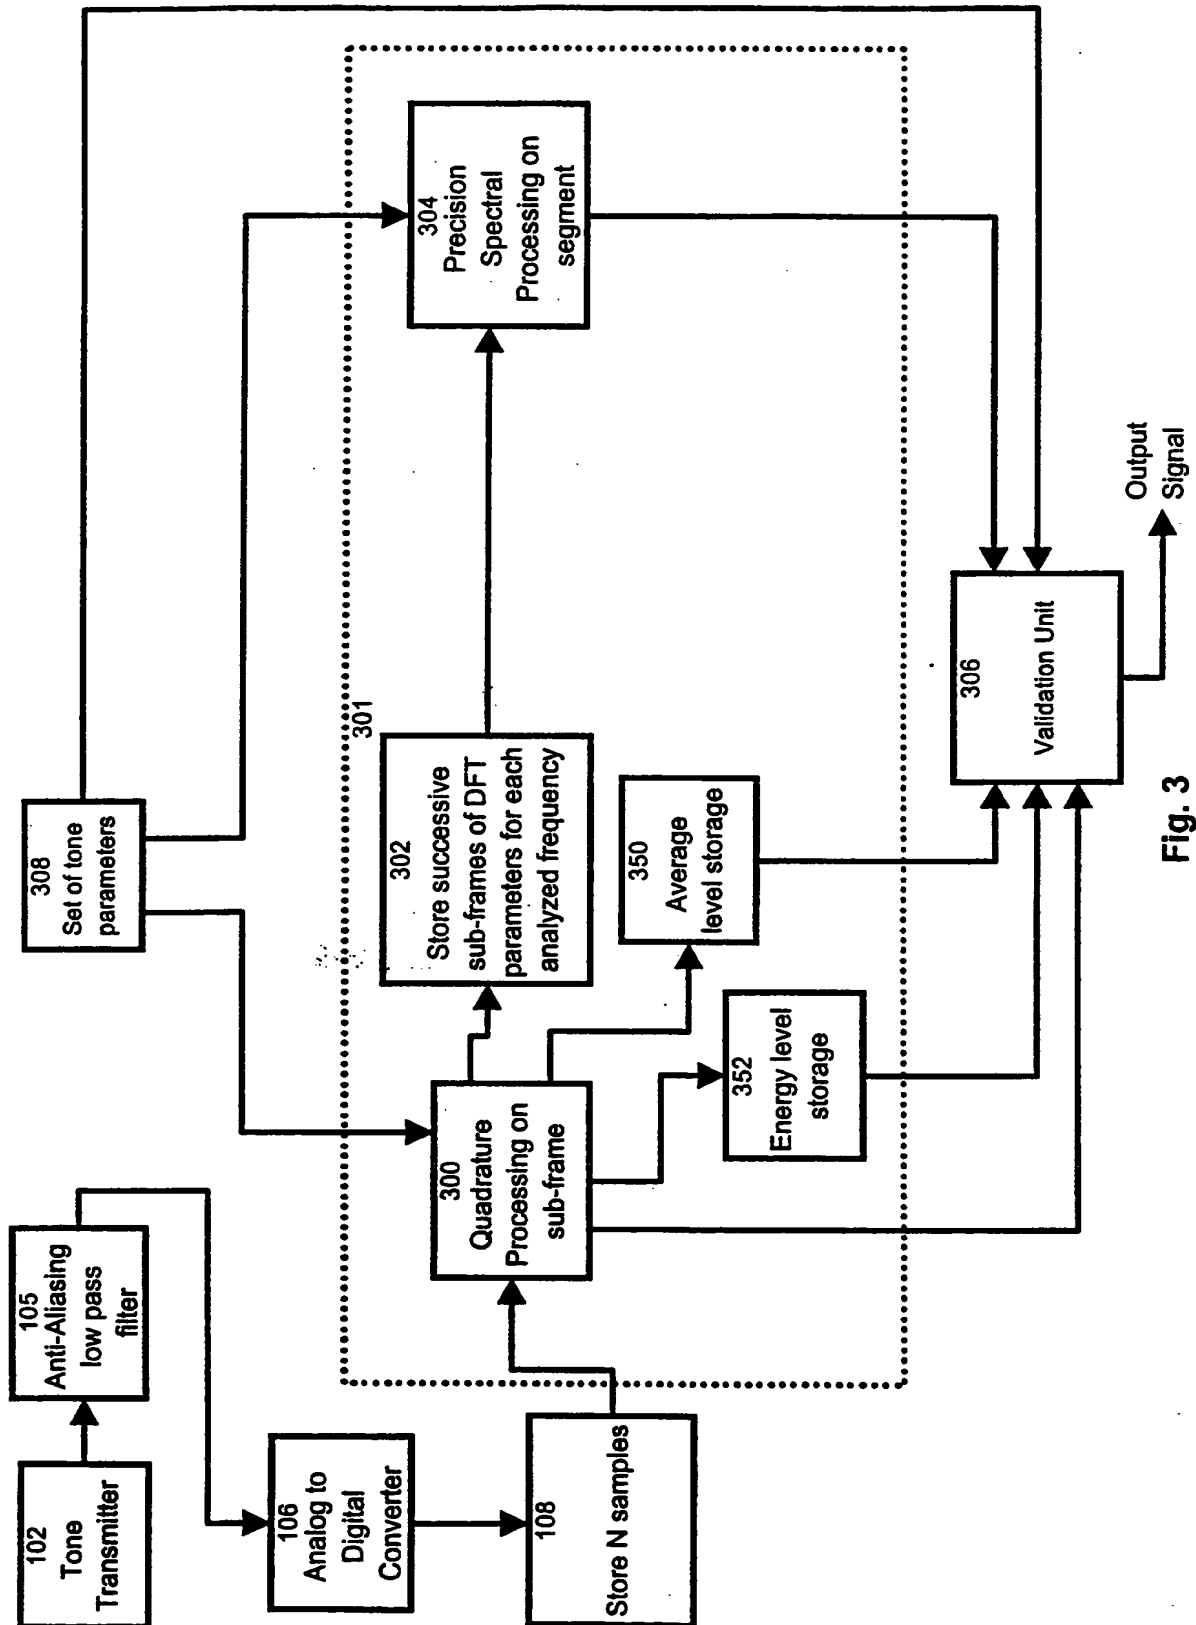 102
Tone
Transmitter
105
Anti-Aliasing
low pass
filter
106
Analog to
Digital
Converter
108
Store N samples
308
Set of tone
parameters
301
300
Quadrature
Processing on
sub-frame
302
Store successive
sub-frames of DFT
parameters for each
analyzed frequency
304
Precision
Spectral
Processing on
segment
350
Average
level storage
352
Energy level
storage
306
Validation Unit
Output
Signal
Fig. 3